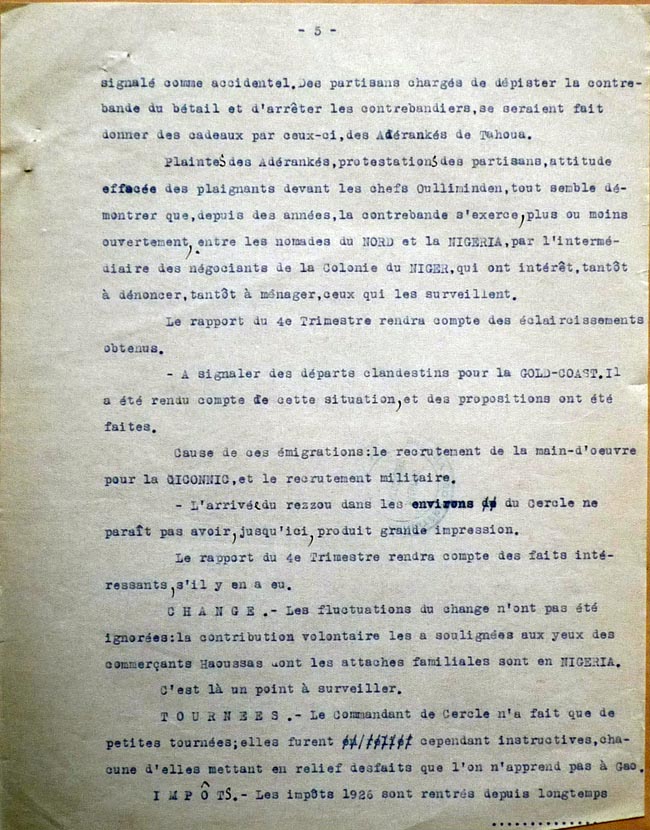 - 5 -
signalé comme accidentel.Des partisans chargés de dépister la contre-
bande du bétail et d'arrêter les contrebandiers,se seraient fait
donner des cadeaux par ceux-ci,des Adérankés de Tahoua.
Plaintes des Adérankés,protestations des partisans,attitude
effacée des plaignants devant les chefs Oulliminden,tout semble dé-
montrer que,depuis des années,la contrebande s'exerce,plus ou moins
ouvertement,entre les nomades du NORD et la NIGERIA,par l'intermé-
diaire des négociants de la Colonie du NIGER,qui ont intérêt,tantôt
à dénoncer,tantôt à ménager,ceux qui les surveillent.
Le rapport du 4e Trimestre rendra compte des éclaircissements
obtenus.
- A signaler des départs clandestins pour la GOLD-COAST.Il
a été rendu compte de cette situation,et des propositions ont été
faites.
Cause de ces émigrations:le recrutement de la main-d'oeuvre
pour la QICONNIC,et le recrutement militaire.
- L'arrivée du rezzou dans les environs du Cercle ne
paraît pas avoir,jusqu'ici,produit grande impression.
Le rapport du 4e Trimestre rendra compte des faits inté-
ressants,s'il y en a eu.
C H A N G E .- Les fluctuations du change n'ont pas été
ignorées:la contribution volontaire les a soulignées aux yeux des
commerçants Haoussas dont les attaches familiales sont en NIGERIA.
C'est là un point à surveiller.
T O U R N E E S .- Le Commandant de Cercle n'a fait que de
petites tournées;elles furent cependant instructives,cha-
cune d'elles mettant en relief desfaits que l'on n'apprend pas à Gao.
I M P Ô T S.- Les impôts 1926 sont rentrés depuis longtemps
..............